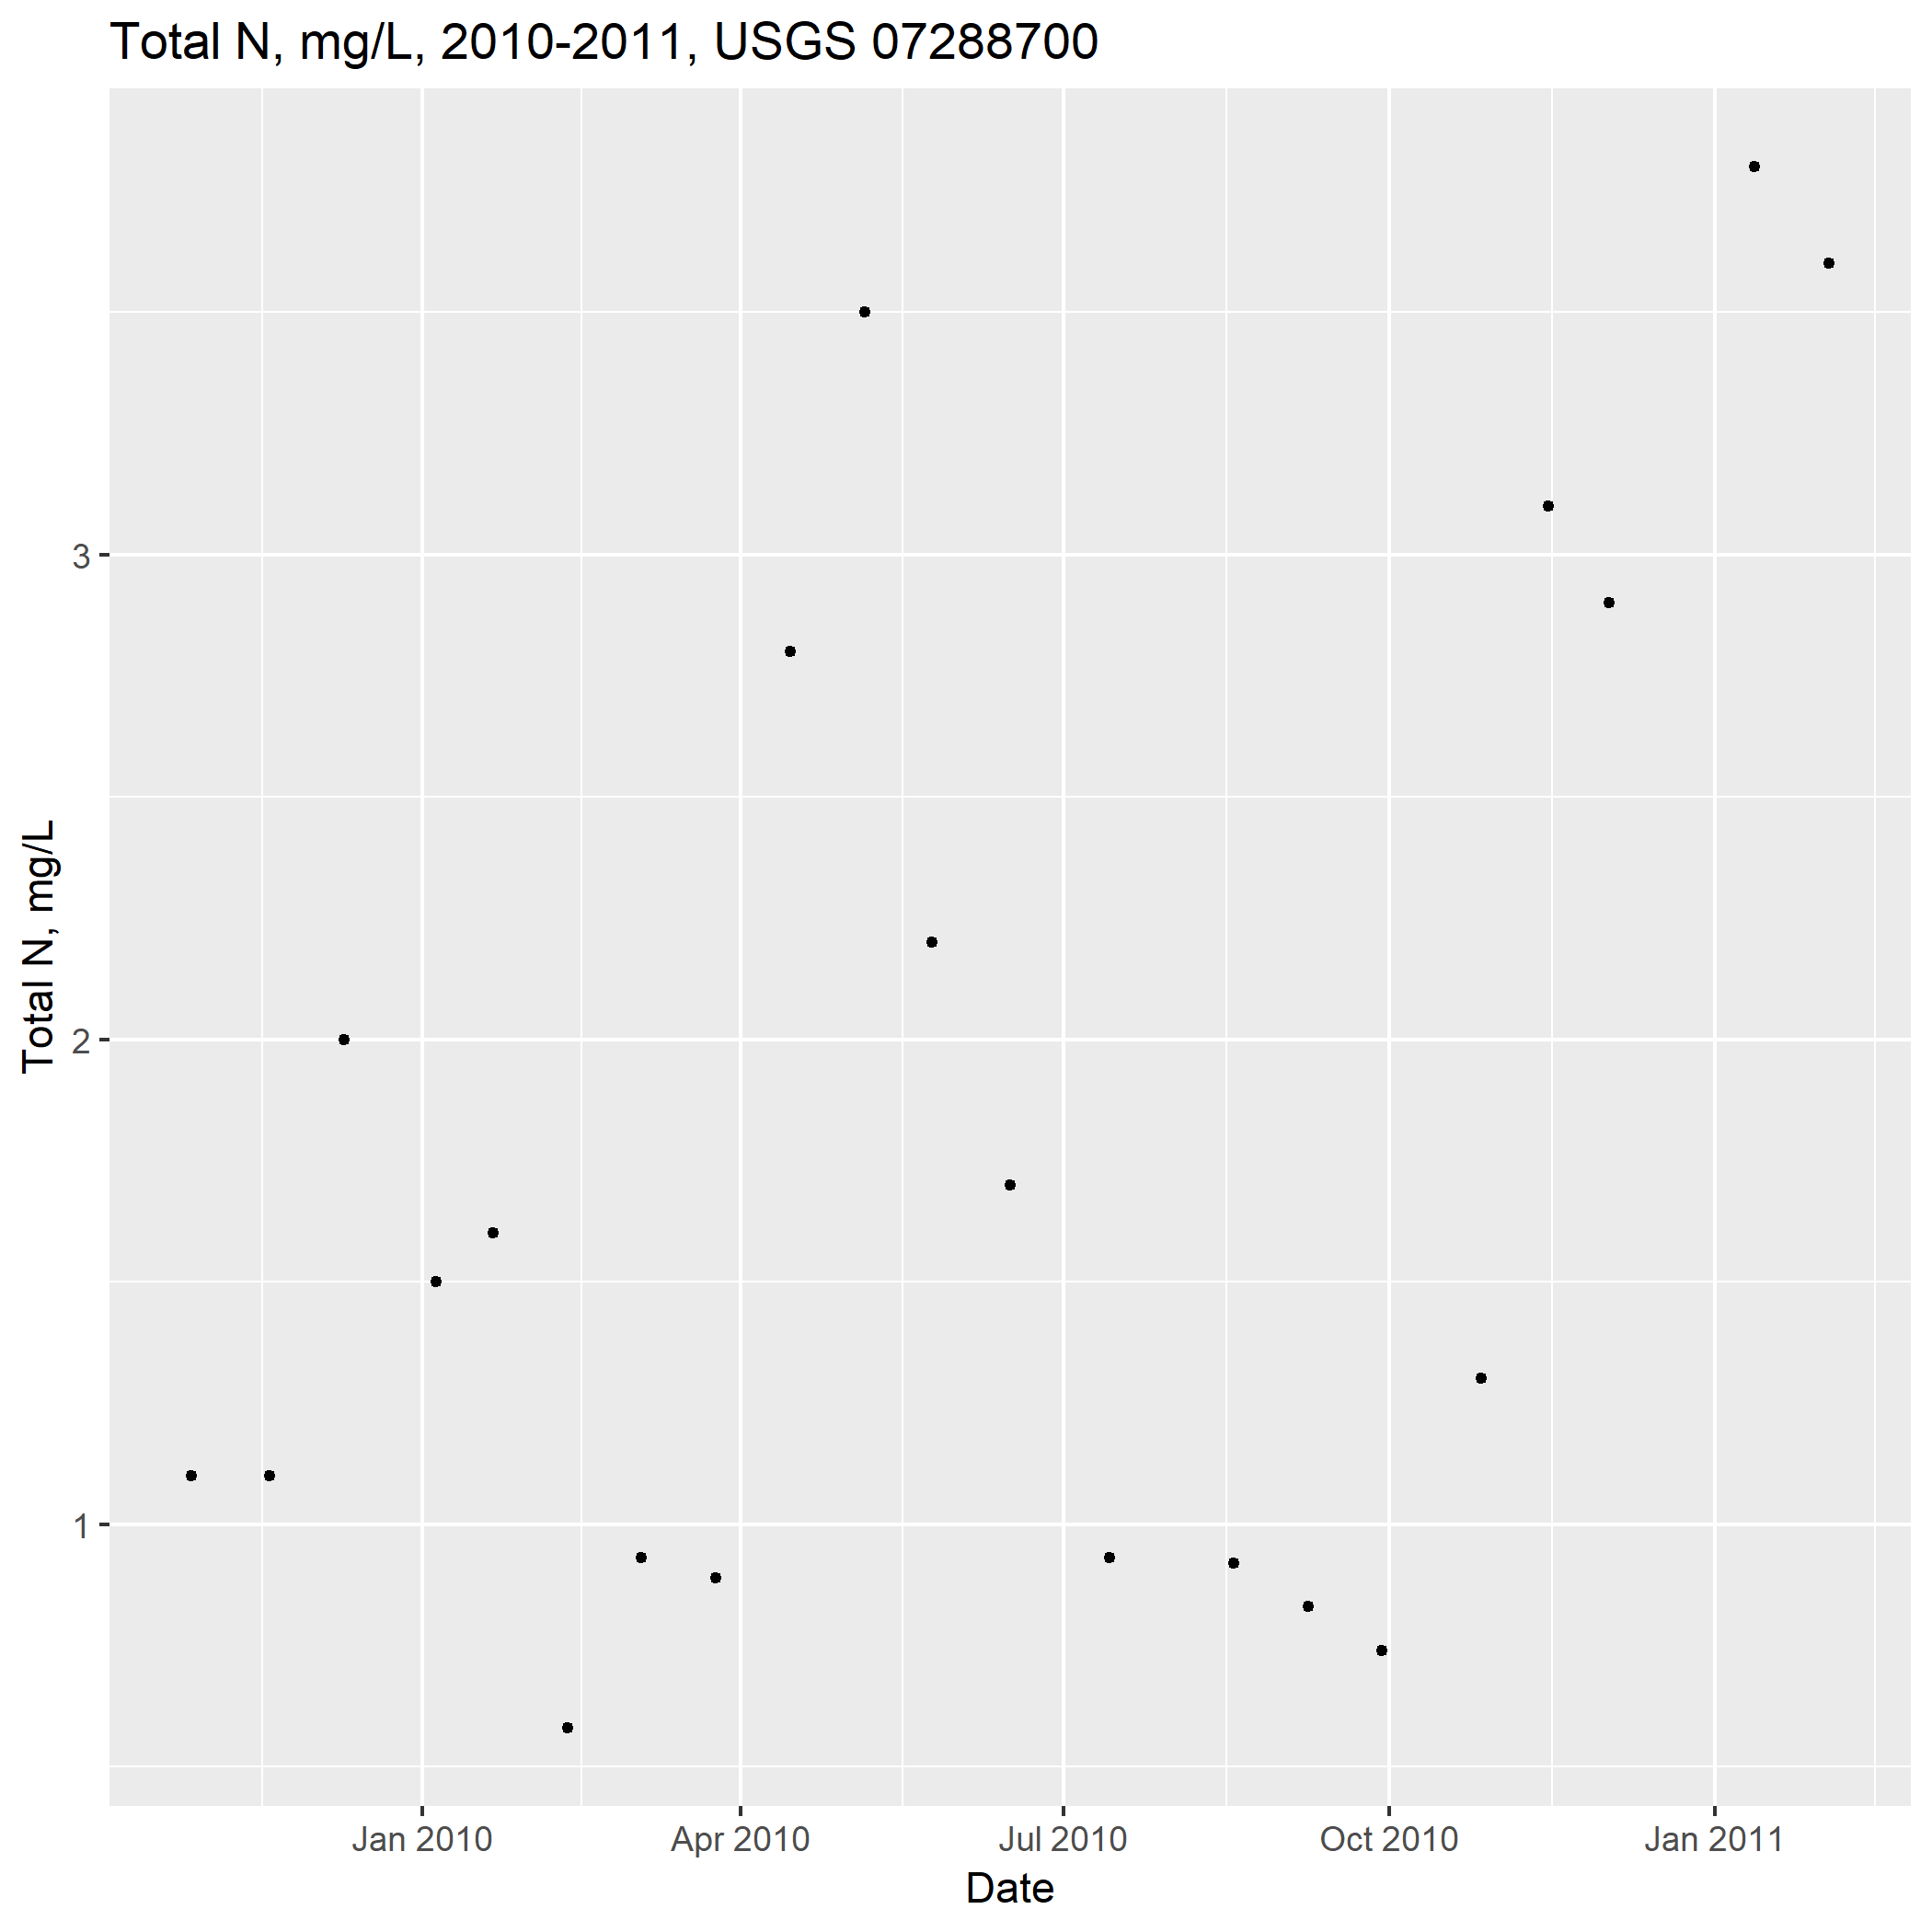 Total N, mg/L, 2010-2011, USGS 07288700
Total N, mg/L
3
2
1
Jan 2010
Apr 2010
Jul 2010
Oct 2010
Jan 2011
Date